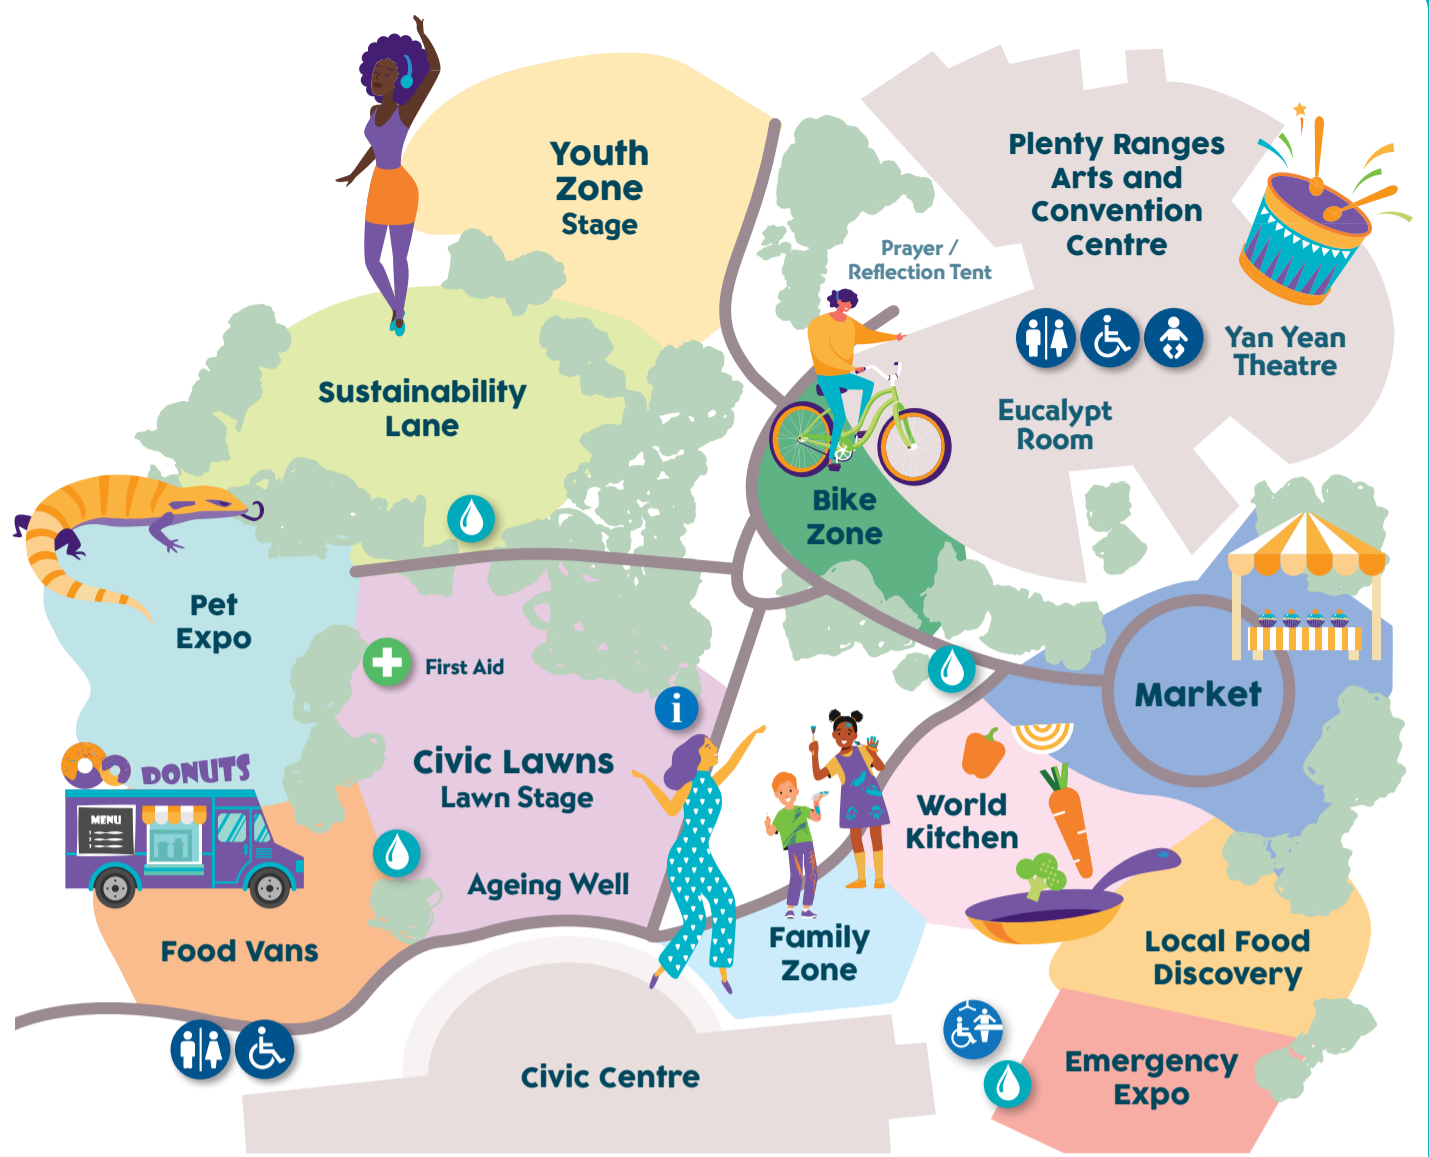 Youth
Zone
Stage
Plenty Ranges
Arts and
Convention
Centre
Prayer /
Reflection Tent
Yan Yean
Theatre
Eucalypt
Room
Sustainability
Lane
Bike
Zone
Pet
Expo
First Aid
i
Market
Civic Lawns
Lawn Stage
DONUTS
MENU
World
Kitchen
Ageing Well
Food Vans
Family
Zone
Local Food
Discovery
Civic Centre
Emergency
Expo